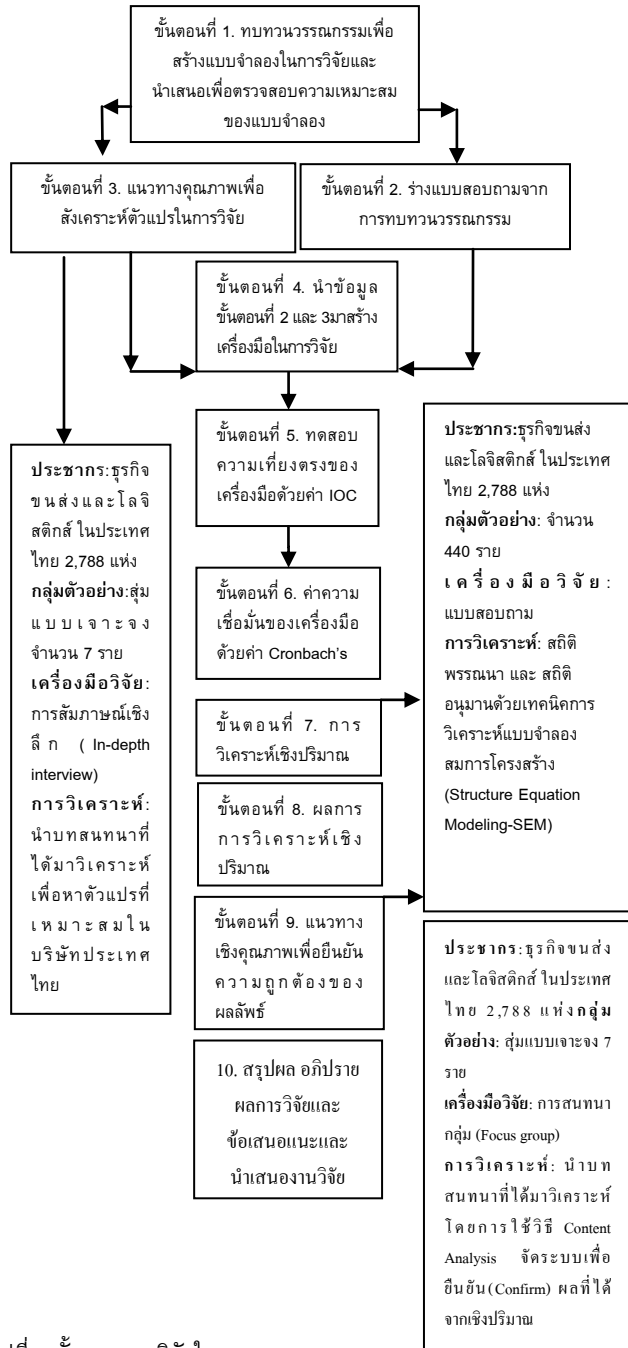 ขั้นตอนที่ 1. ทบทวนวรรณกรรมเพื่อ
สร้างแบบจำลองในการวิจัยและ
นำเสนอเพื่อตรวจสอบความเหมาะสม
ของแบบจำลอง
ขั้นตอนที่ 3. แนวทางคุณภาพเพื่อ
สังเคราะห์ตัวแปรในการวิจัย
ขั้นตอนที่ 2. ร่างแบบสอบถามจาก
การทบทวนวรรณกรรม
ขั้นตอนที่ 4. นำข้อมูล
ขั้นตอนที่ 2 และ 3มาสร้าง
เครื่องมือในการวิจัย
ขั้นตอนที่ 5. ทดสอบ
ความเที่ยงตรงของ
เครื่องมือด้วยค่า IOC
ขั้นตอนที่ 6. ค่าความ
เชื่อมั่นของเครื่องมือ
ด้วยค่า Cronbach's
ขั้นตอนที่ 7. การ
วิเคราะห์เชิงปริมาณ
ขั้นตอนที่ 8. ผลการ
การวิเคราะห์เชิง
ปริมาณ
ขั้นตอนที่ 9. แนวทาง
เชิงคุณภาพเพื่อยืนยัน
ความถูกต้องของ
ผลลัพธ์
10. สรุปผล อภิปราย
ผลการวิจัยและ
ข้อเสนอแนะและ
นำเสนองานวิจัย
ประชากร:ธุรกิจ
ขนส่งและโลจิ
สติกส์ ในประเทศ
ไทย 2,788 แห่ง
กลุ่มตัวอย่าง:สุ่ม
แบบเจาะจง
จำนวน 7 ราย
เครื่องมือวิจัย:
การสัมภาษณ์เชิง
ลึก ( In-depth
interview)
การวิเคราะห์:
นำบทสนทนาที่
ได้มาวิเคราะห์
เพื่อหาตัวแปรที่
เหมาะสมใน
บริษัทประเทศ
ไทย
ประชากร:ธุรกิจขนส่ง
และโลจิสติกส์ ในประเทศ
ไทย 2,788 แห่ง
กลุ่มตัวอย่าง: จำนวน
440 ราย
เครื่องมือวิจัย:
แบบสอบถาม
การวิเคราะห์: สถิติ
พรรณนา และ สถิติ
อนุมานด้วยเทคนิคการ
วิเคราะห์แบบจำลอง
สมการโครงสร้าง
(Structure Equation
Modeling-SEM)
ประชากร:ธุรกิจขนส่ง
และโลจิสติกส์ ในประเทศ
ไทย 2,788 แห่งกลุ่ม
ตัวอย่าง: สุ่มแบบเจาะจง 7
ราย
เครื่องมือวิจัย: การสนทนา
กลุ่ม (Focus group)
การวิเคราะห์: นำบท
สนทนาที่ได้มาวิเคราะห์
โดยการใช้วิธี Content
Analysis จัดระบบเพื่อ
ยืนยัน(Confirm) ผลที่ได้
จากเชิงปริมาณ